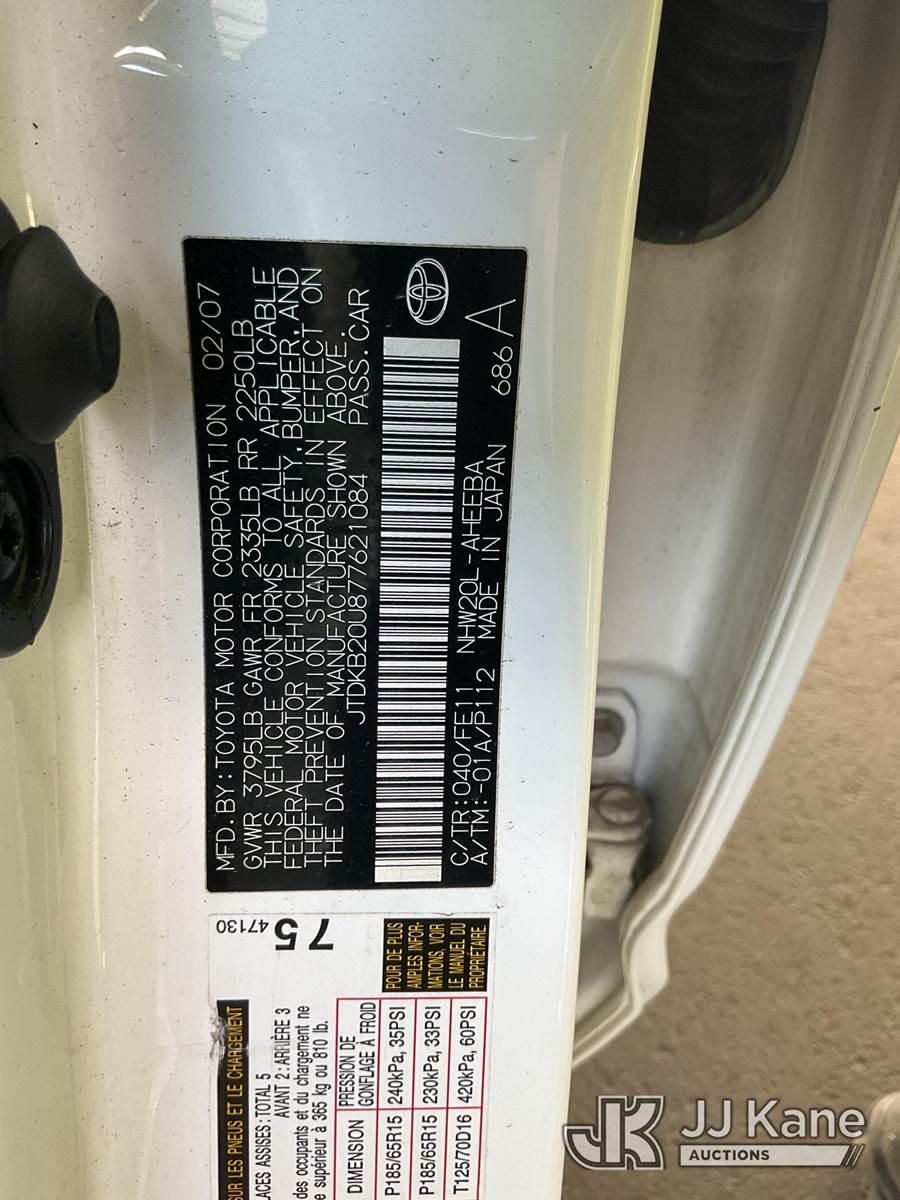 MFD.BY:TOYOTA MOTOR CORPORATION 02/07
GVWR 3795LB GAWR FR 2335LB RR 2250LB
THIS VEHICLE CONFORMS TO ALL APPLICABLE
FEDERAL MOTOR VEHICLE SAFETY,BUMPER,AND
THEFT PREVENTION STANDARDS IN EFFECT ON
THE DATE OF MANUFACTURE SHOWN ABOVE.
JTDKB20U877621084 PASS.CAR
C/TR:040/FE11 NHW20L-AHEEBA 686 A
A/TM:-01A/P112 MADE IN JAPAN
75
47130
SUR LES PNEUS ET LE CHARGEMENT
ASSISES:TOTAL 5
AVANT 2:ARRIÈRE 3
des occupants et du chargement ne
supérieur à 365 kg ou 810 lb.
DIMENSION PRESSION DE GONFLAGE À FROID
P185/65R15 240kPa, 35PSI
P185/65R15 230kPa, 33PSI
T125/70D16 420kPa, 60PSI
POUR DE PLUS
AMPLES INFOR-
MATIONS, VOIR
LE MANUEL DU
PROPRIÉTAIRE.
JK JJ Kane
AUCTIONS